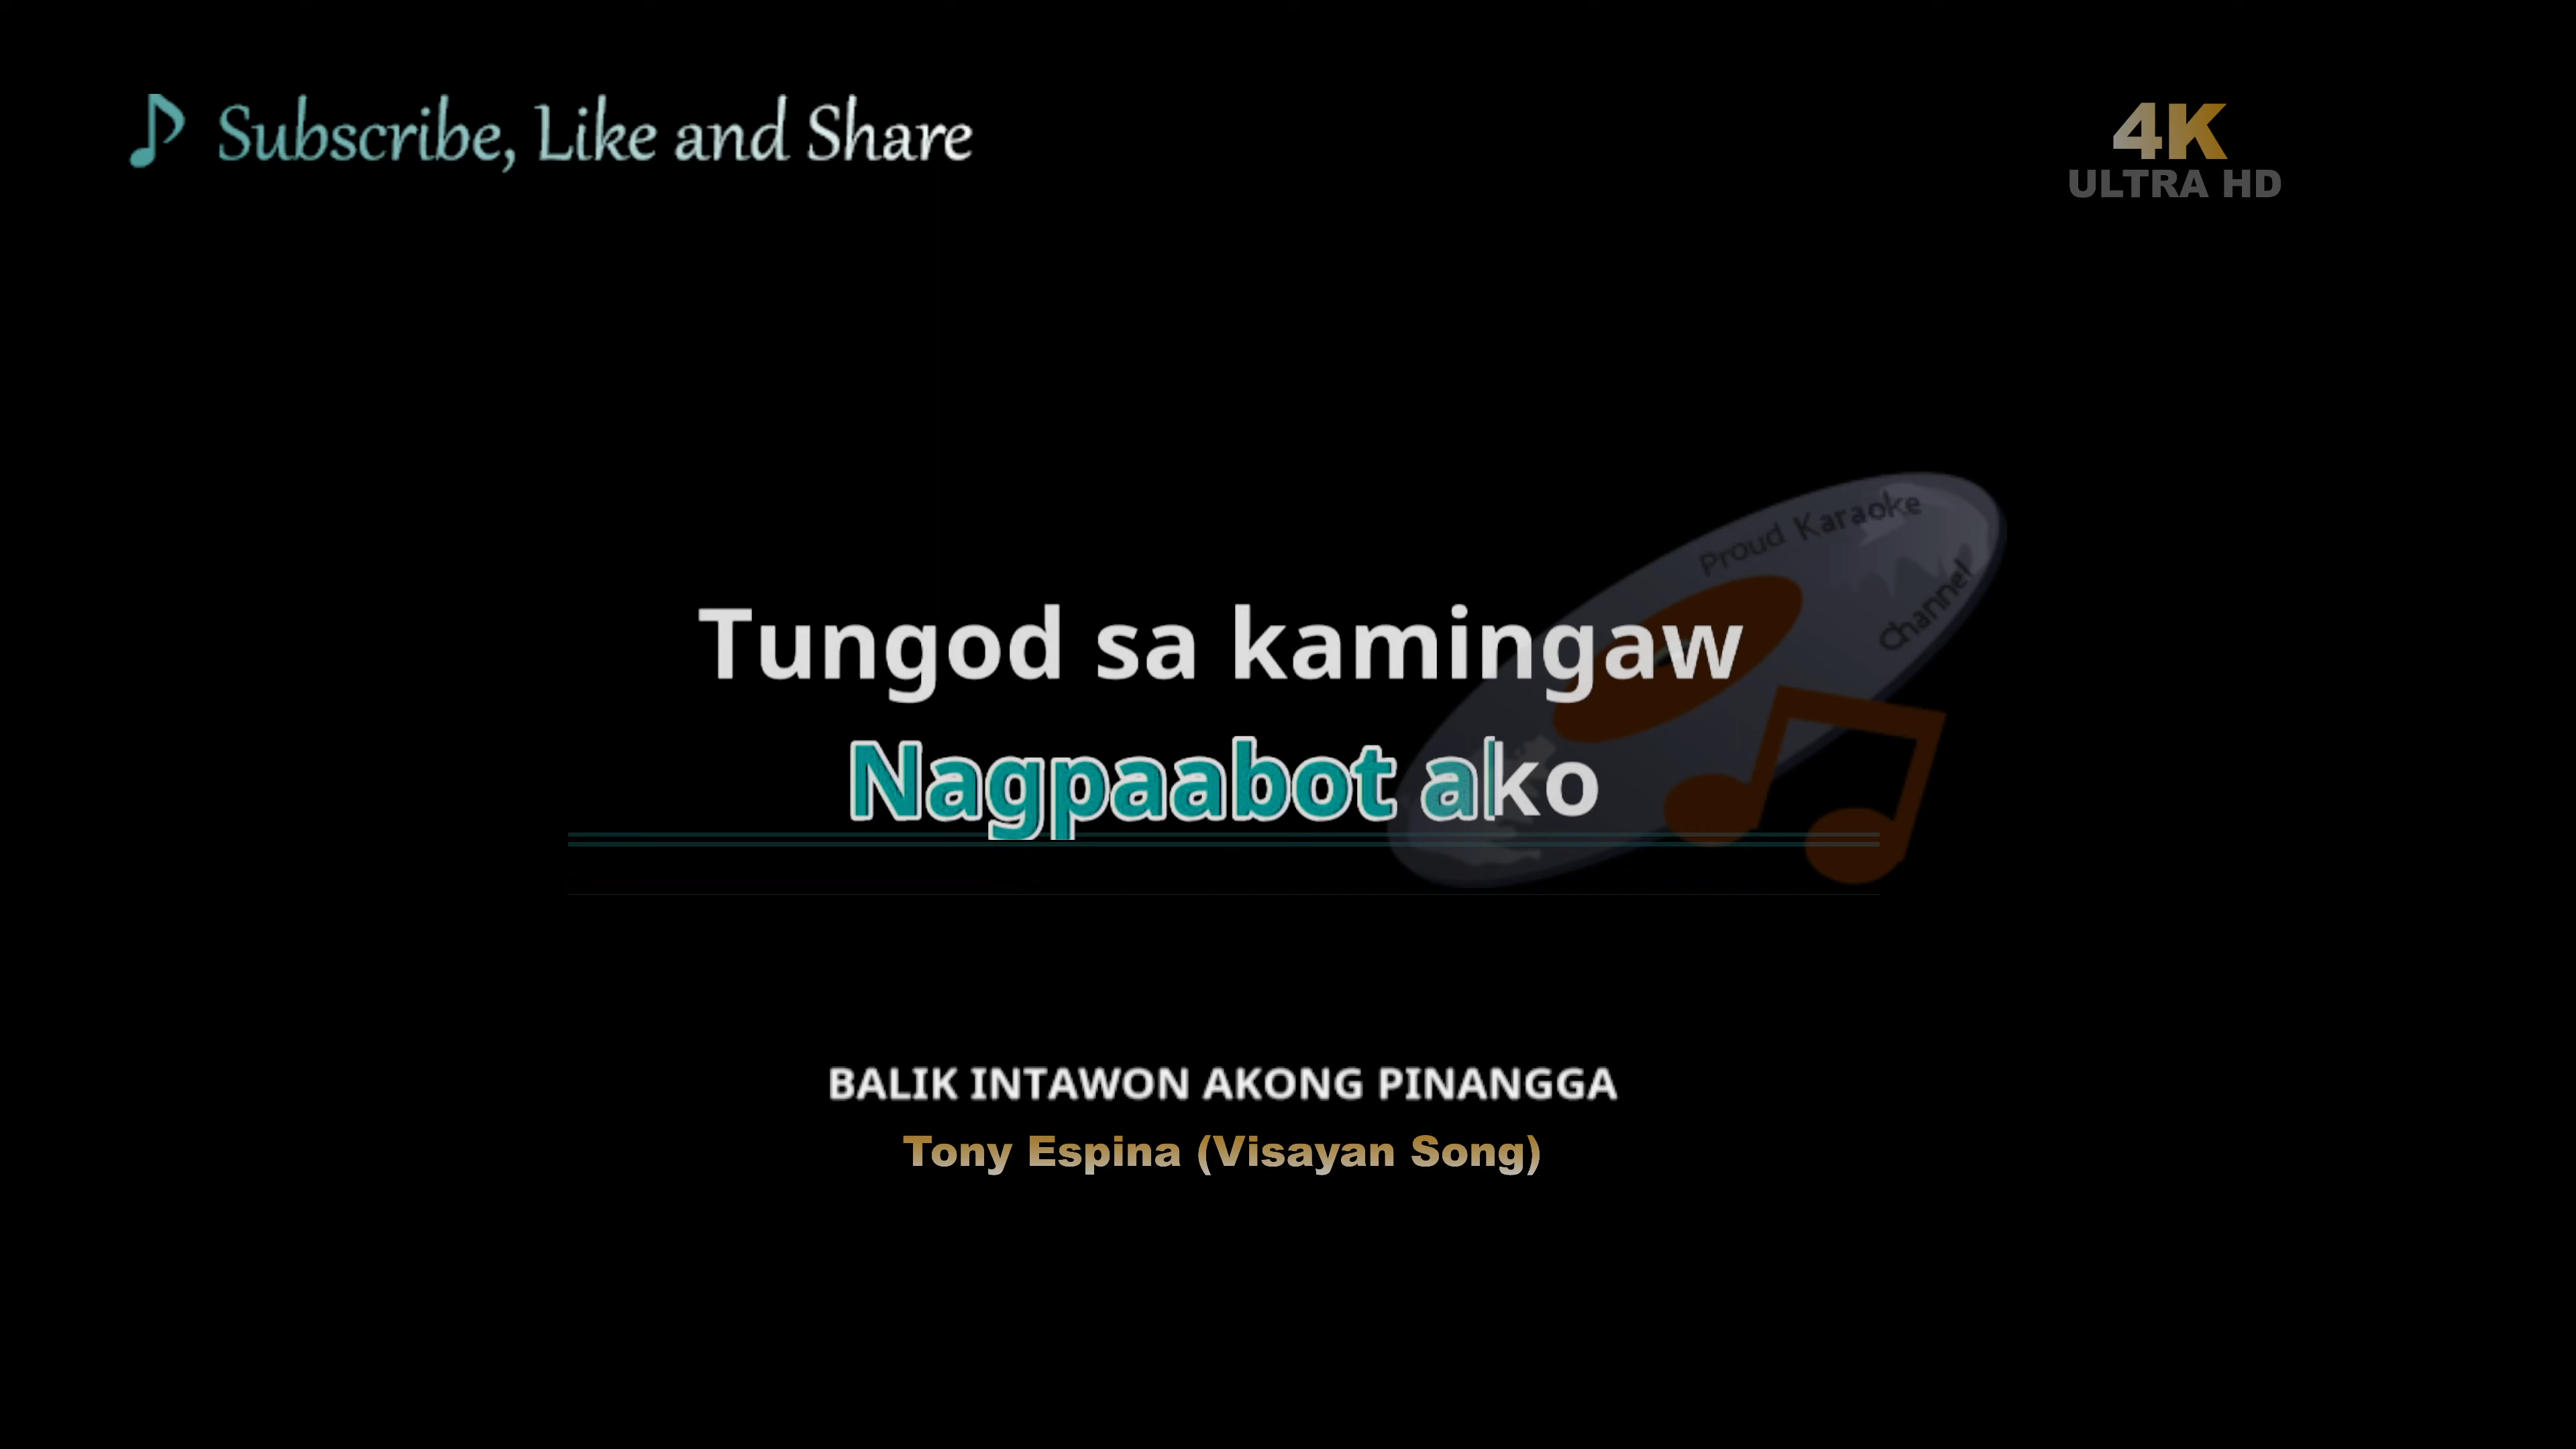 Subscribe, Like and Share
4K
ULTRA HD
Proud Karaoke
Channel
Tungod sa kamingaw
Nagpaabot ako
BALIK INTAWON AKONG PINANGGA
Tony Espina (Visayan Song)